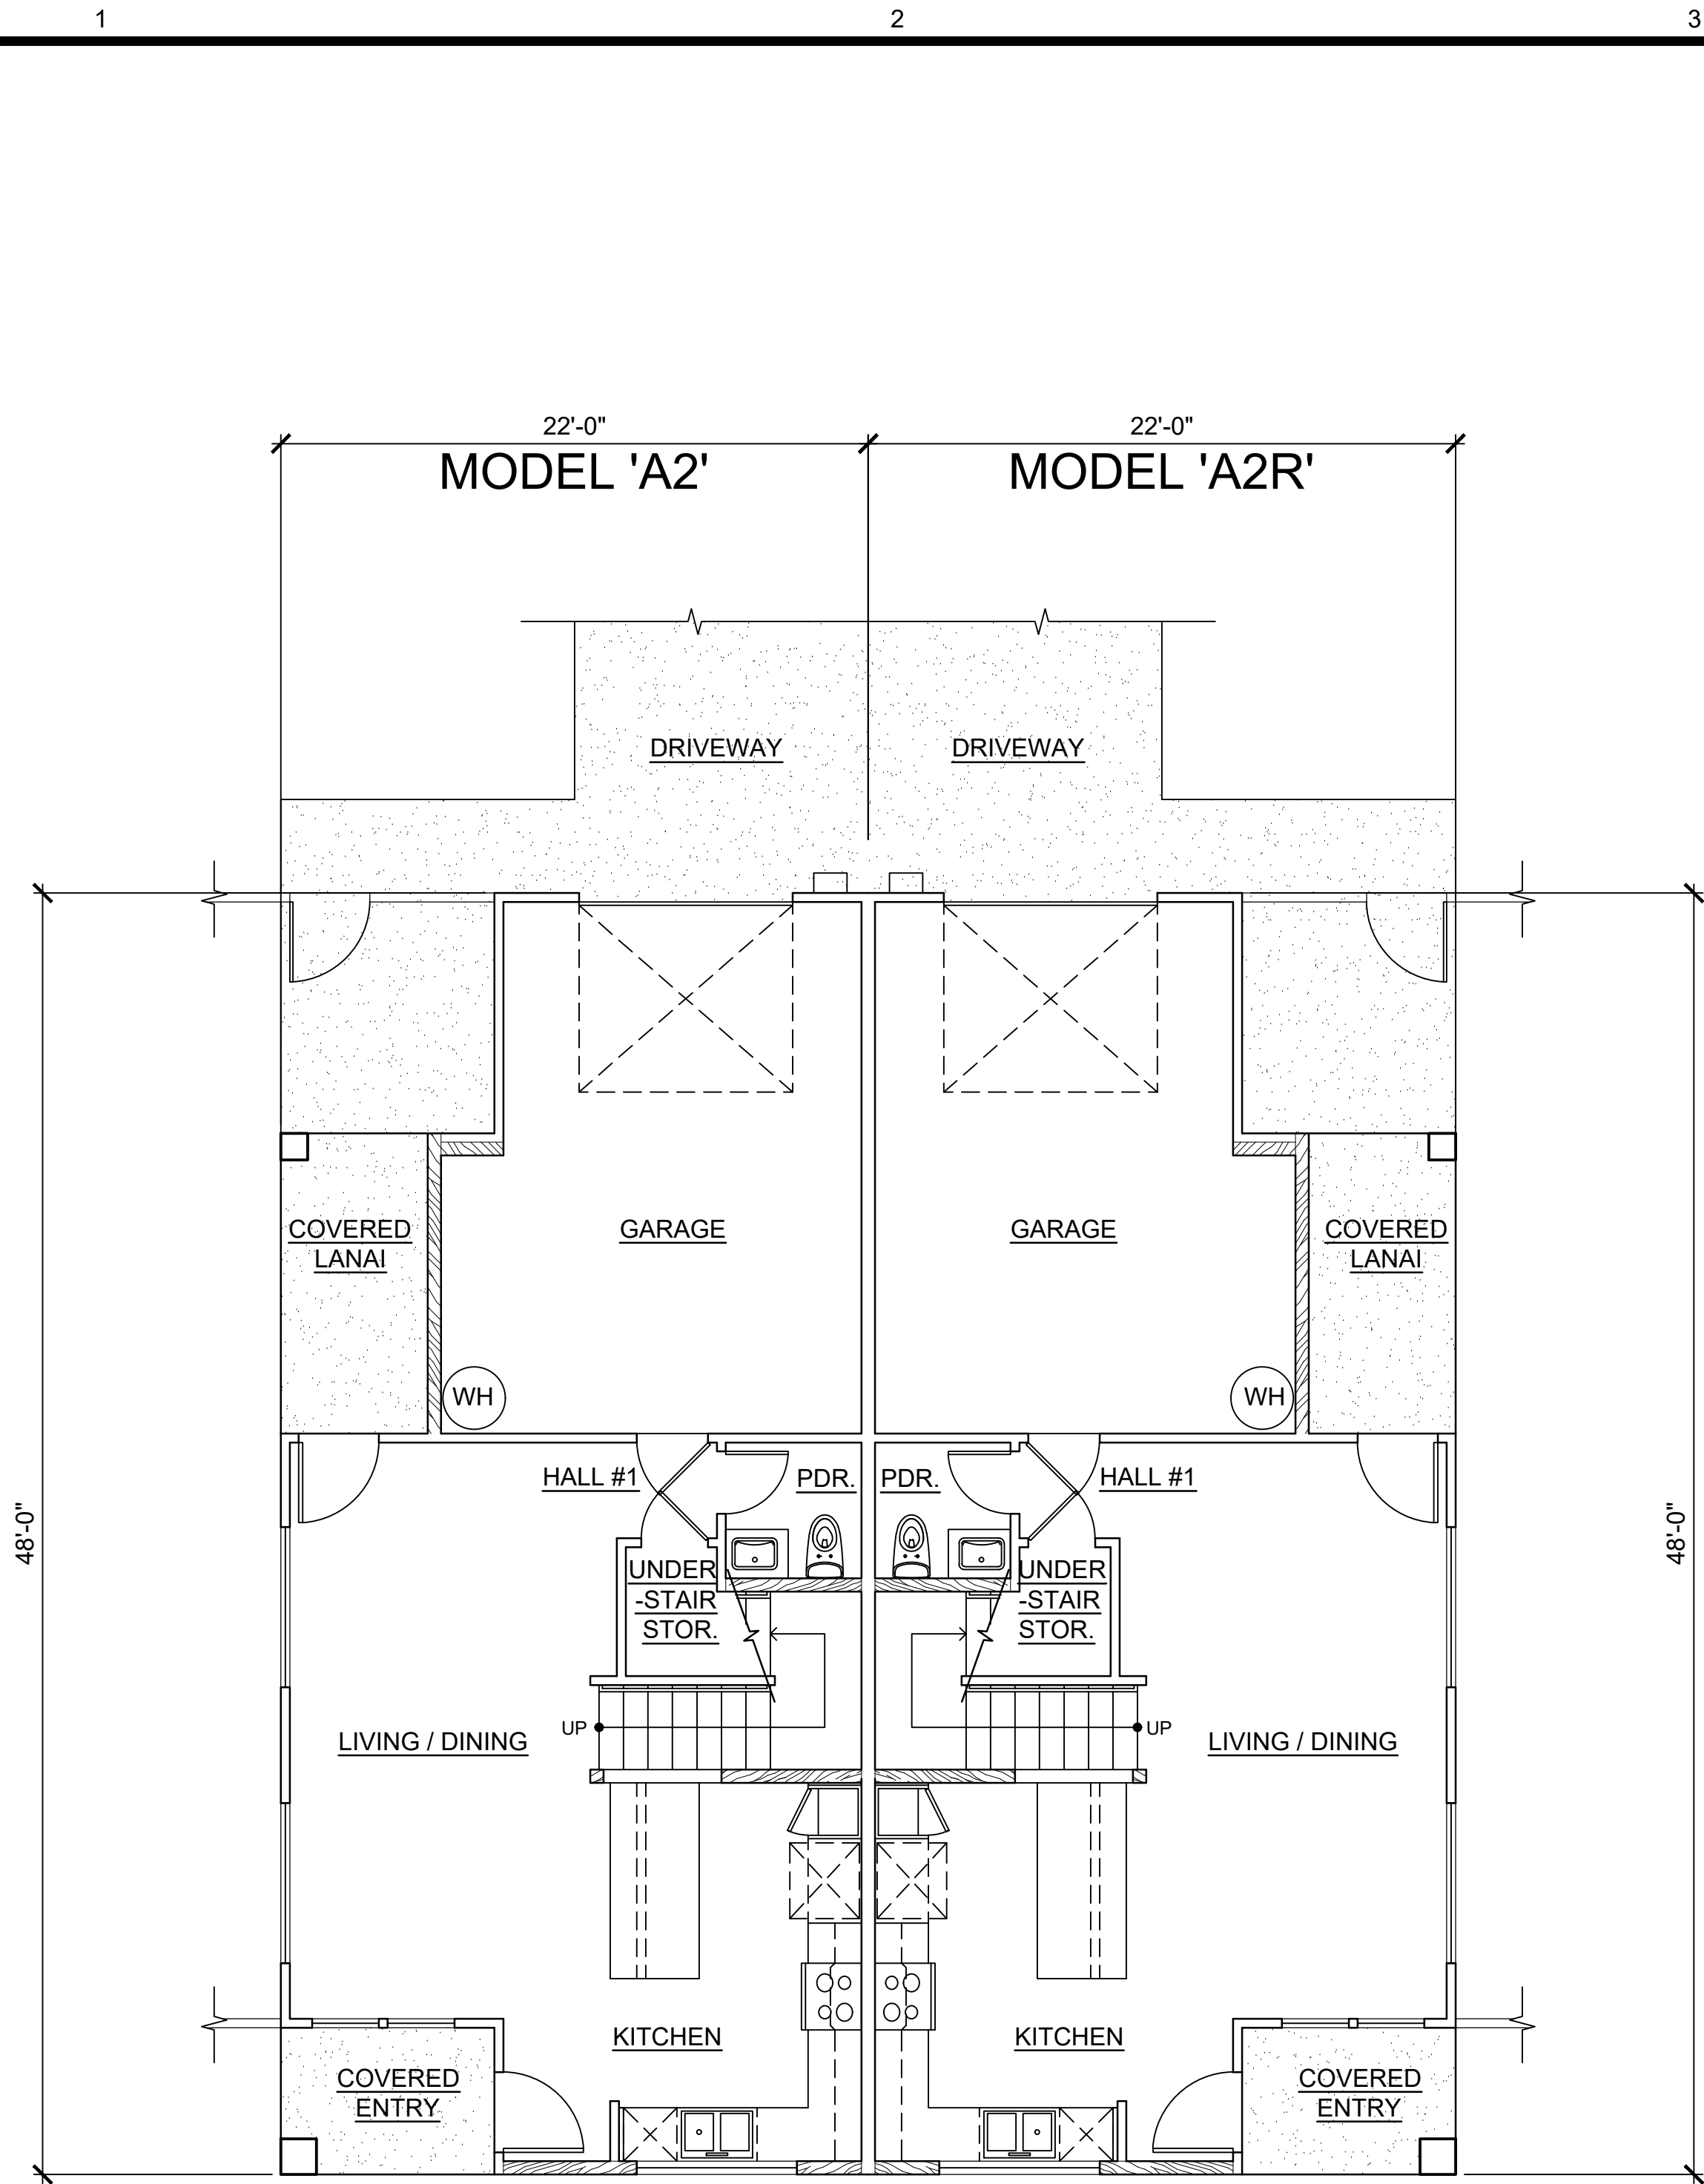 1 2 3
22'-0" 22'-0"
MODEL 'A2' MODEL 'A2R'
DRIVEWAY DRIVEWAY
COVERED LANAI
GARAGE
GARAGE
COVERED LANAI
WH WH
HALL #1 PDR. PDR. HALL #1
48'-0" 48'-0"
UNDER UNDER
-STAIR -STAIR
STOR. STOR.
UP UP
LIVING / DINING LIVING / DINING
KITCHEN KITCHEN
COVERED COVERED
ENTRY ENTRY